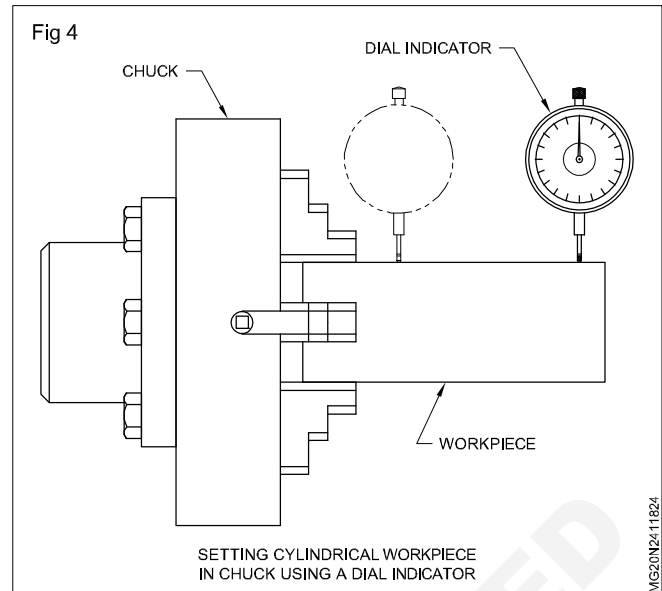 Fig 4
DIAL INDICATOR
CHUCK
WORKPIECE
SETTING CYLINDRICAL WORKPIECE
IN CHUCK USING A DIAL INDICATOR
MG20N2411824